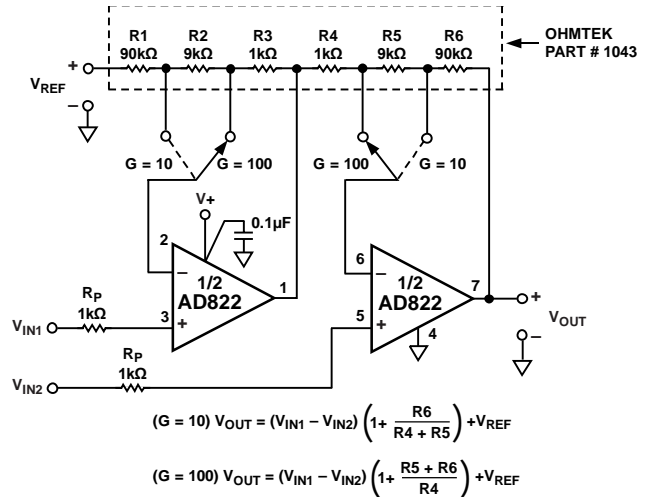 R1 R2 R3 R4 R5 R6
90kΩ 9kΩ 1kΩ 1kΩ 9kΩ 90kΩ
OHMTEK
PART # 1043
+
VREF
–
G = 10 G = 100 G = 100 G = 10
V+
0.1µF
2
–
1/2
AD822
1
3
+
6
–
1/2
AD822
7
5
+
4
+
VOUT
–
VIN1
RP
1kΩ
RP
1kΩ
VIN2
(G = 10) VOUT = (VIN1 – VIN2) (1+ R6 / R4 + R5) +VREF
(G = 100) VOUT = (VIN1 – VIN2) (1+ R5 + R6 / R4) +VREF